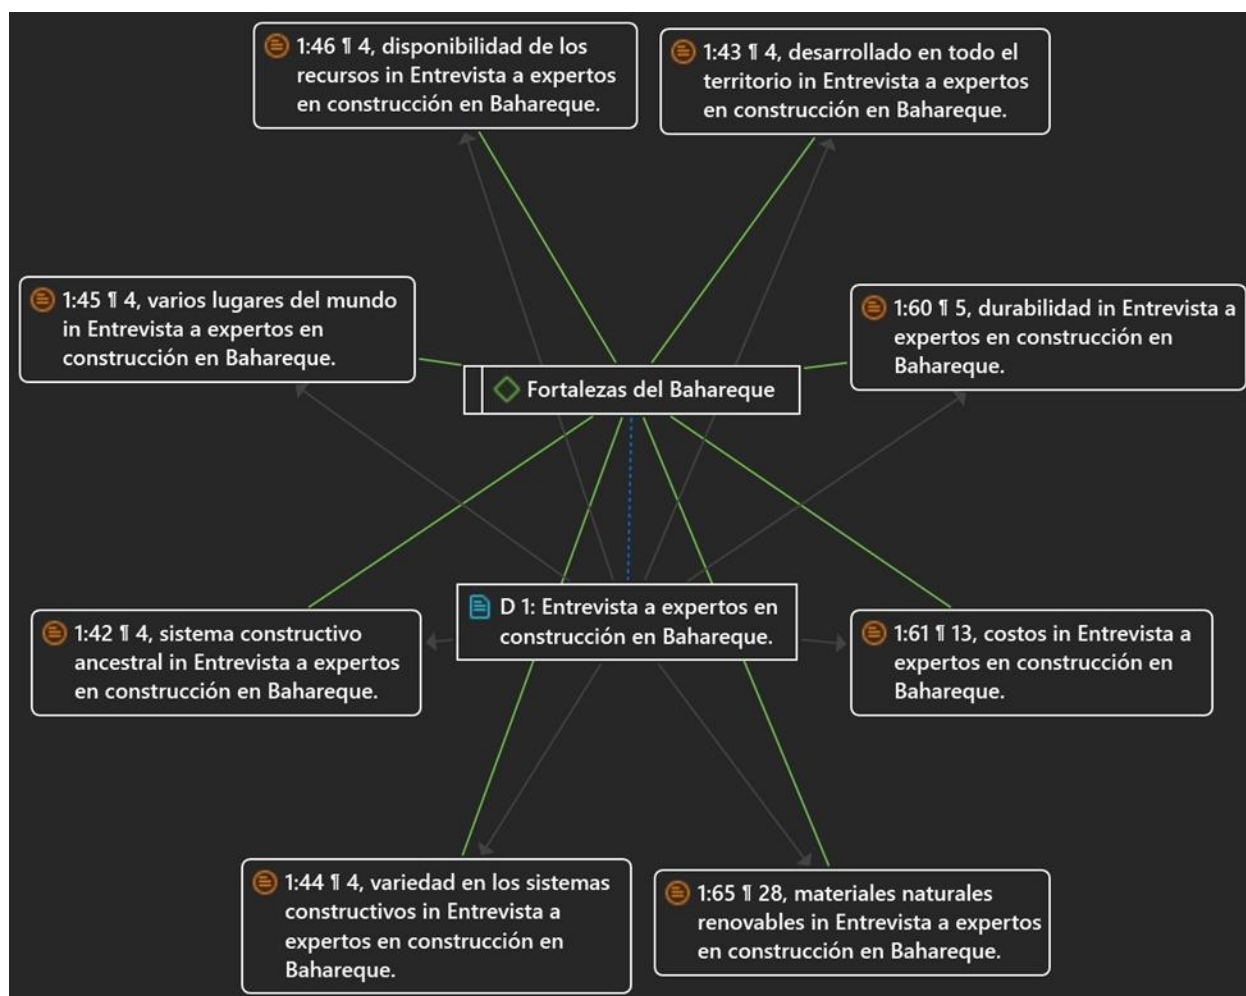 1:46 ¶ 4, disponibilidad de los
recursos in Entrevista a expertos
en construcción en Bahareque.
1:43 ¶ 4, desarrollado en todo el
territorio in Entrevista a expertos
en construcción en Bahareque.
1:45 ¶ 4, varios lugares del mundo
in Entrevista a expertos en
construcción en Bahareque.
1:60 ¶ 5, durabilidad in Entrevista a
expertos en construcción en
Bahareque.
Fortalezas del Bahareque
D 1: Entrevista a expertos en
construcción en Bahareque.
1:42 ¶ 4, sistema constructivo
ancestral in Entrevista a expertos
en construcción en Bahareque.
1:61 ¶ 13, costos in Entrevista a
expertos en construcción en
Bahareque.
1:44 ¶ 4, variedad en los sistemas
constructivos in Entrevista a
expertos en construcción en
Bahareque.
1:65 ¶ 28, materiales naturales
renovables in Entrevista a expertos
en construcción en Bahareque.